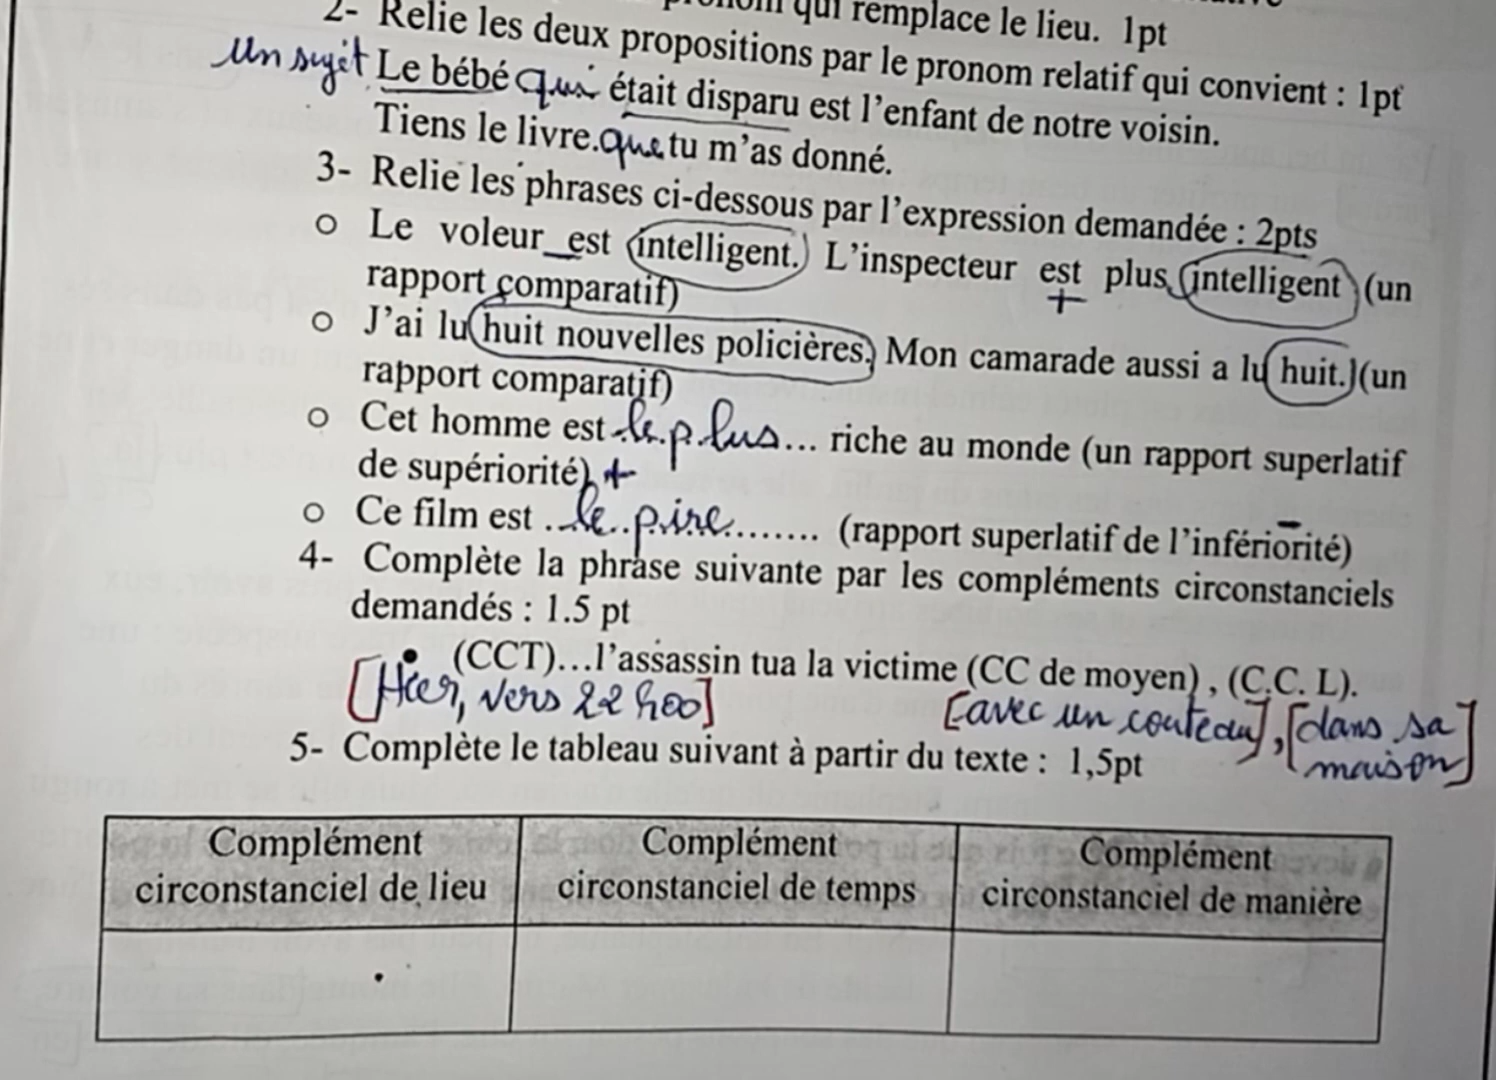 qui remplace le lieu. 1pt
2- Relie les deux propositions par le pronom relatif qui convient : 1pt
Un sujet Le bébé qui était disparu est l'enfant de notre voisin.
Tiens le livre.que tu m'as donné.
3- Relie les phrases ci-dessous par l'expression demandée : 2pts
o Le voleur est intelligent. L'inspecteur est plus intelligent (un
+
rapport comparatif)
o J'ai lu huit nouvelles policières. Mon camarade aussi a lu huit. (un
rapport comparatif)
o Cet homme est le plus... riche au monde (un rapport superlatif
de supériorité) +
o Ce film est ..le..pire........ (rapport superlatif de l'infériorité)
4- Complète la phrase suivante par les compléments circonstanciels
demandés : 1.5 pt
• (CCT)...l'assassin tua la victime (CC de moyen) , (C.C. L).
[Hier, vers 22h00] [avec un couteau], [dans sa
maison]
5- Complète le tableau suivant à partir du texte : 1,5pt
Complément Complément Complément
circonstanciel de lieu circonstanciel de temps circonstanciel de manière